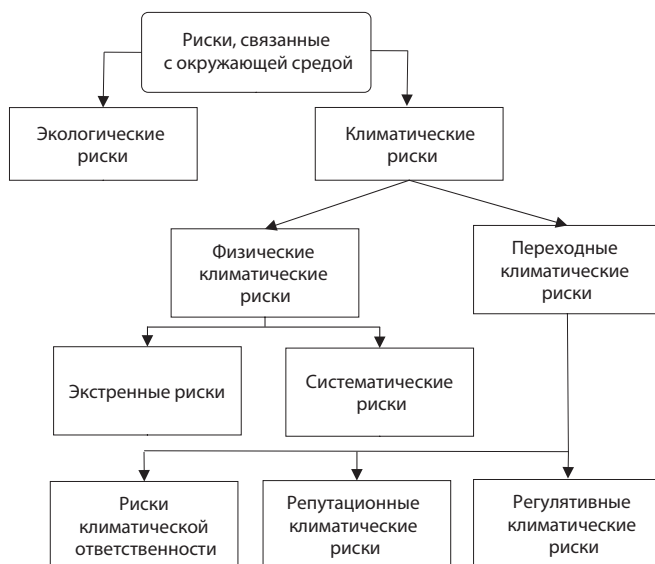 Риски, связанные
с окружающей средой
Экологические
риски
Климатические
риски
Физические
климатические
риски
Переходные
климатические
риски
Экстренные риски
Систематические
риски
Риски
климатической
ответственности
Репутационные
климатические
риски
Регулятивные
климатические
риски